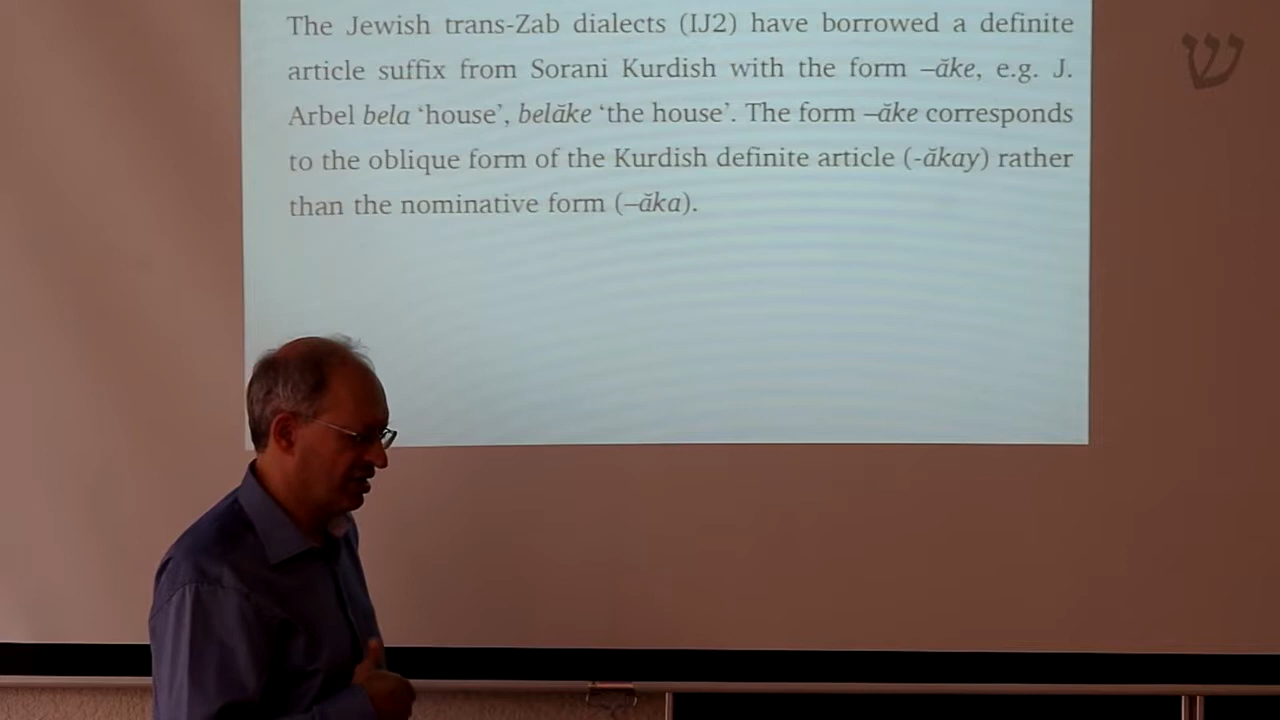 The Jewish trans-Zab dialects (IJ2) have borrowed a definite
article suffix from Sorani Kurdish with the form –ăke, e.g. J.
Arbel bela ‘house’, belăke ‘the house’. The form –ăke corresponds
to the oblique form of the Kurdish definite article (-ăkay) rather
than the nominative form (–ăka).
ש